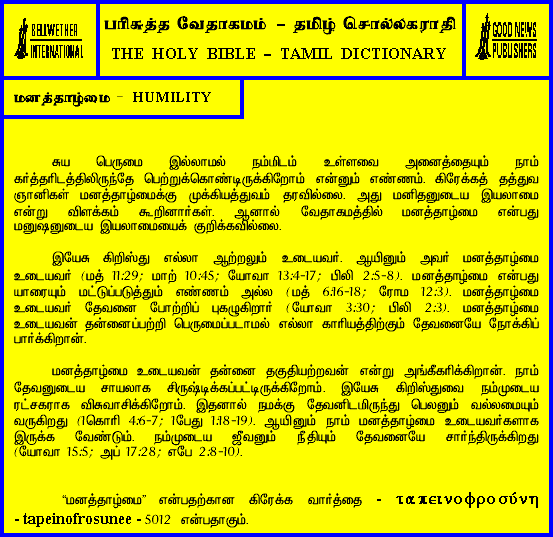 BELLWETHER
INTERNATIONAL
பரிசுத்த வேதாகமம் – தமிழ் சொல்லகராதி
THE HOLY BIBLE – TAMIL DICTIONARY
GOOD NEWS
PUBLISHERS
மனத்தாழ்மை - HUMILITY
சுய பெருமை இல்லாமல் நம்மிடம் உள்ளவை அனைத்தையும் நாம்
கர்த்தரிடத்திலிருந்தே பெற்றுக்கொண்டிருக்கிறோம் என்னும் எண்ணம். கிரேக்கத் தத்துவ
ஞானிகள் மனத்தாழ்மைக்கு முக்கியத்துவம் தரவில்லை. அது மனிதனுடைய இயலாமை
என்று விளக்கம் கூறினார்கள். ஆனால் வேதாகமத்தில் மனத்தாழ்மை என்பது
மனுஷனுடைய இயலாமையைக் குறிக்கவில்லை.
இயேசு கிறிஸ்து எல்லா ஆற்றலும் உடையவர். ஆயினும் அவர் மனத்தாழ்மை
உடையவர் (மத் 11:29; மாற் 10:45; யோவா 13:4-17; பிலி 2:5-8). மனத்தாழ்மை என்பது
யாரையும் மட்டுப்படுத்தும் எண்ணம் அல்ல (மத் 6:16-18; ரோம 12:3). மனத்தாழ்மை
உடையவர் தேவனை போற்றிப் புகழுகிறார் (யோவா 3:30; பிலி 2:3). மனத்தாழ்மை
உடையவன் தன்னைப்பற்றி பெருமைப்படாமல் எல்லா காரியத்திற்கும் தேவனையே நோக்கிப்
பார்க்கிறான்.
மனத்தாழ்மை உடையவன் தன்னை தகுதியற்றவன் என்று அங்கீகரிக்கிறான். நாம்
தேவனுடைய சாயலாக சிருஷ்டிக்கப்பட்டிருக்கிறோம். இயேசு கிறிஸ்துவை நம்முடைய
ரட்சகராக விசுவாசிக்கிறோம். இதனால் நமக்கு தேவனிடமிருந்து பெலனும் வல்லமையும்
வருகிறது (1கொரி 4:6-7; 1பேது 1:18-19). ஆயினும் நாம் மனத்தாழ்மை உடையவர்களாக
இருக்க வேண்டும். நம்முடைய ஜீவனும் நீதியும் தேவனையே சார்ந்திருக்கிறது
(யோவா 15:5; அப் 17:28; எபே 2:8-10).
“மனத்தாழ்மை” என்பதற்கான கிரேக்க வார்த்தை - ταπεινοφροσύνη
- tapeinofrosunee - 5012 என்பதாகும்.